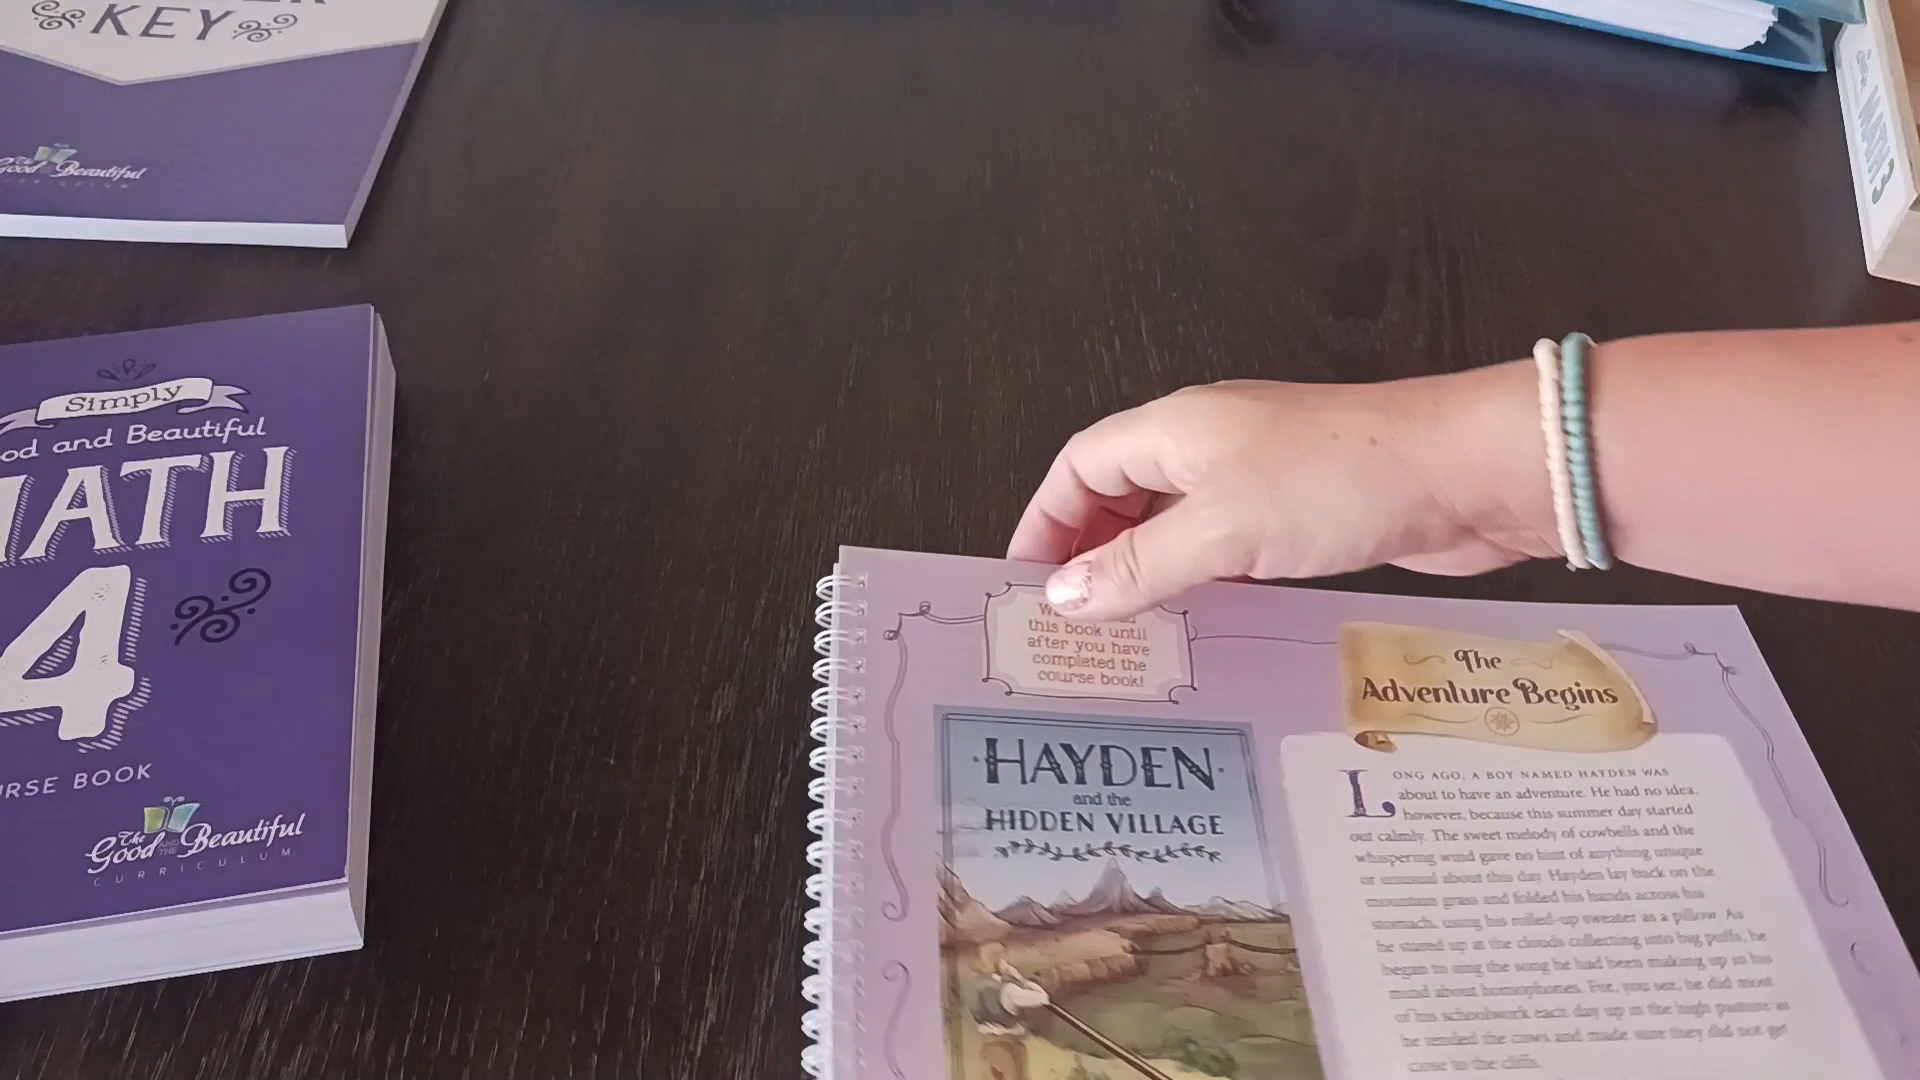 KEY
Good Beautiful
Simply
and Beautiful
MATH
4
BOOK
The
Good AND THE Beautiful
CURRICULUM
MATH 3
this book until
after you have
completed the
course book!
HAYDEN
and the
HIDDEN VILLAGE
The
Adventure Begins
LONG AGO, A BOY NAMED HAYDEN WAS
about to have an adventure. He had no idea,
however, because this summer day started
out calmly. The sweet melody of cowbells and the
whispering wind gave no hint of anything unique
or unusual about this day. Hayden lay back on the
mountain grass and folded his hands across his
stomach, using his rolled-up sweater as a pillow. As
he stared up at the clouds collecting into big puffs, he
began to sing the song he had been making up in his
mind about homophones. For, you see, he did most
of his schoolwork each day up in the high pasture as
he tended the cows and made sure they did not get
close to the cliffs.